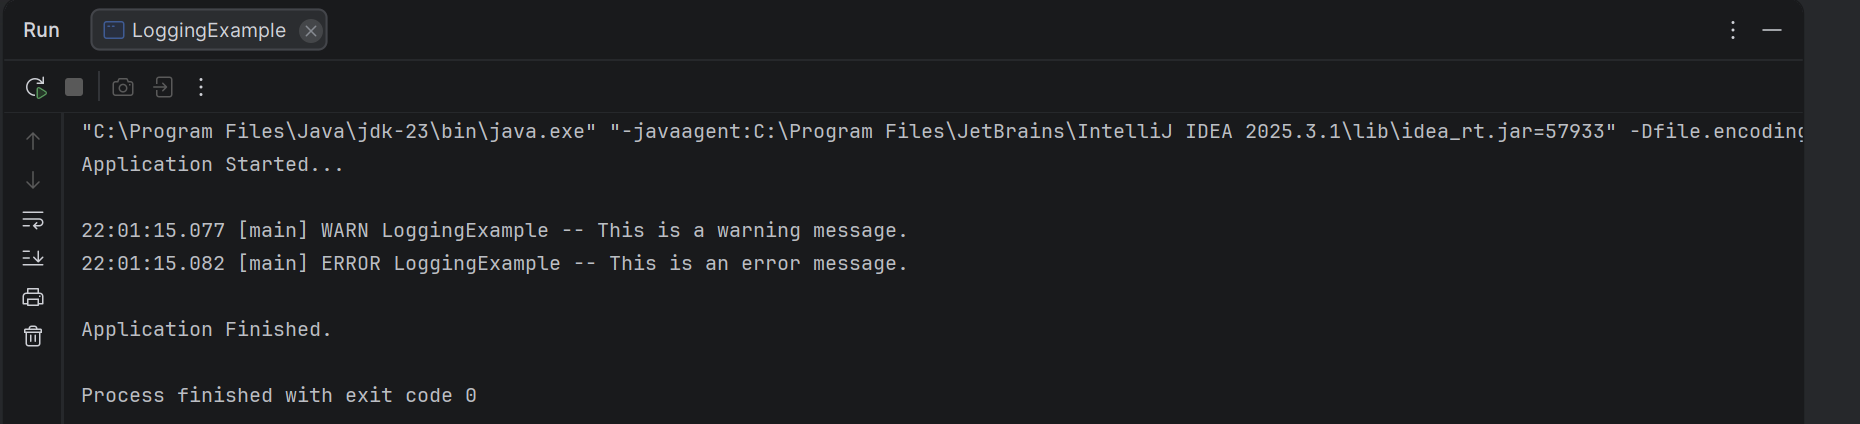 Run LoggingExample
"C:\Program Files\Java\jdk-23\bin\java.exe" "-javaagent:C:\Program Files\JetBrains\IntelliJ IDEA 2025.3.1\lib\idea_rt.jar=57933" -Dfile.encoding
Application Started...
22:01:15.077 [main] WARN LoggingExample -- This is a warning message.
22:01:15.082 [main] ERROR LoggingExample -- This is an error message.
Application Finished.
Process finished with exit code 0